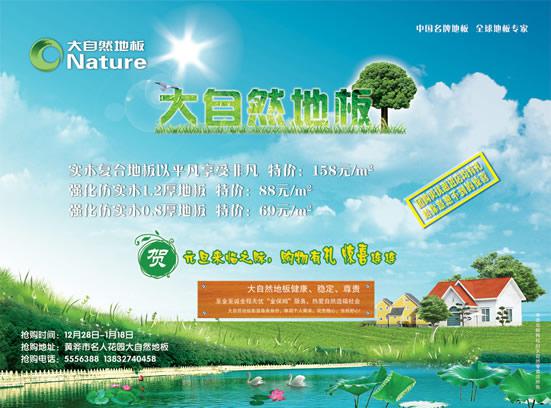 大自然地板
Nature
中国名牌地板 全球地板专家
大自然地板
实木复合地板以平凡享受非凡 特价：158元/m²
强化仿实木1.2厚地板 特价：88元/m²
强化仿实木0.8厚地板 特价：69元/m²
贺 元旦来临之际，购物有礼 惊喜连连
大自然地板健康、稳定、尊贵
抢购时间：12月28日-1月18日
抢购地址：黄骅市名人花园大自然地板
抢购电话：5556388 13832740458